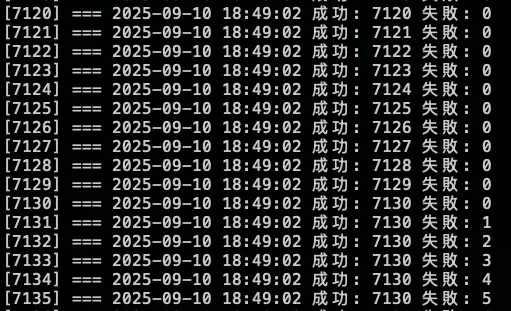 [7120] === 2025-09-10 18:49:02 成功: 7120 失敗: 0
[7121] === 2025-09-10 18:49:02 成功: 7121 失敗: 0
[7122] === 2025-09-10 18:49:02 成功: 7122 失敗: 0
[7123] === 2025-09-10 18:49:02 成功: 7123 失敗: 0
[7124] === 2025-09-10 18:49:02 成功: 7124 失敗: 0
[7125] === 2025-09-10 18:49:02 成功: 7125 失敗: 0
[7126] === 2025-09-10 18:49:02 成功: 7126 失敗: 0
[7127] === 2025-09-10 18:49:02 成功: 7127 失敗: 0
[7128] === 2025-09-10 18:49:02 成功: 7128 失敗: 0
[7129] === 2025-09-10 18:49:02 成功: 7129 失敗: 0
[7130] === 2025-09-10 18:49:02 成功: 7130 失敗: 0
[7131] === 2025-09-10 18:49:02 成功: 7130 失敗: 1
[7132] === 2025-09-10 18:49:02 成功: 7130 失敗: 2
[7133] === 2025-09-10 18:49:02 成功: 7130 失敗: 3
[7134] === 2025-09-10 18:49:02 成功: 7130 失敗: 4
[7135] === 2025-09-10 18:49:02 成功: 7130 失敗: 5